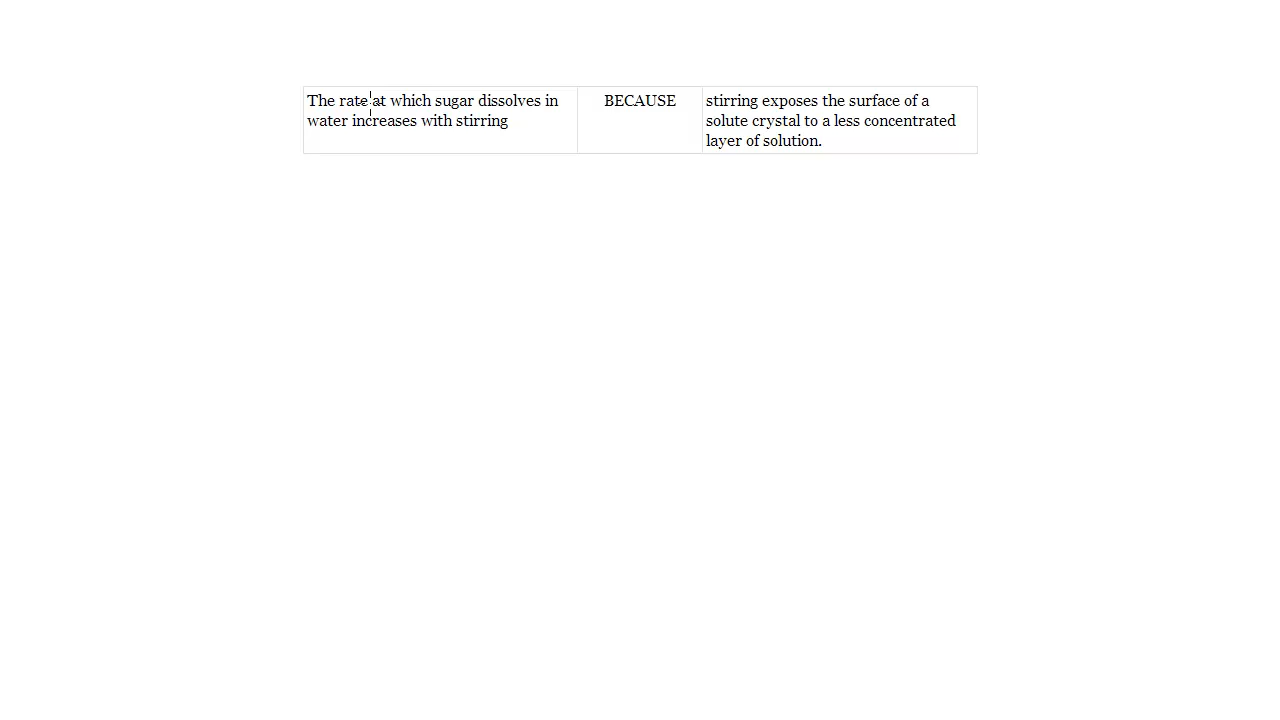 The rate at which sugar dissolves in
water increases with stirring
BECAUSE
stirring exposes the surface of a
solute crystal to a less concentrated
layer of solution.